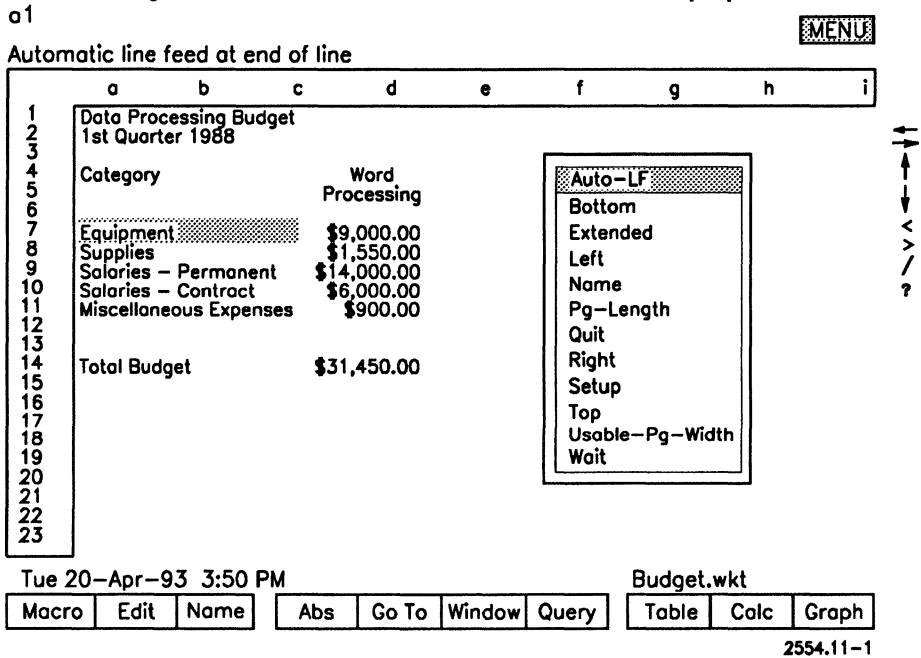 a1
MENU
Automatic line feed at end of line
a b c d e f g h i
1 Data Processing Budget
2 1st Quarter 1988
3
4 Category Word
5 Processing
6
7 Equipment $9,000.00
8 Supplies $1,550.00
9 Salaries – Permanent $14,000.00
10 Salaries – Contract $6,000.00
11 Miscellaneous Expenses $900.00
12
13
14 Total Budget $31,450.00
15
16
17
18
19
20
21
22
23
Auto–LF
Bottom
Extended
Left
Name
Pg–Length
Quit
Right
Setup
Top
Usable–Pg–Width
Wait
<
>
/
?
Tue 20–Apr–93 3:50 PM Budget.wkt
Macro Edit Name Abs Go To Window Query Table Calc Graph
2554.11–1